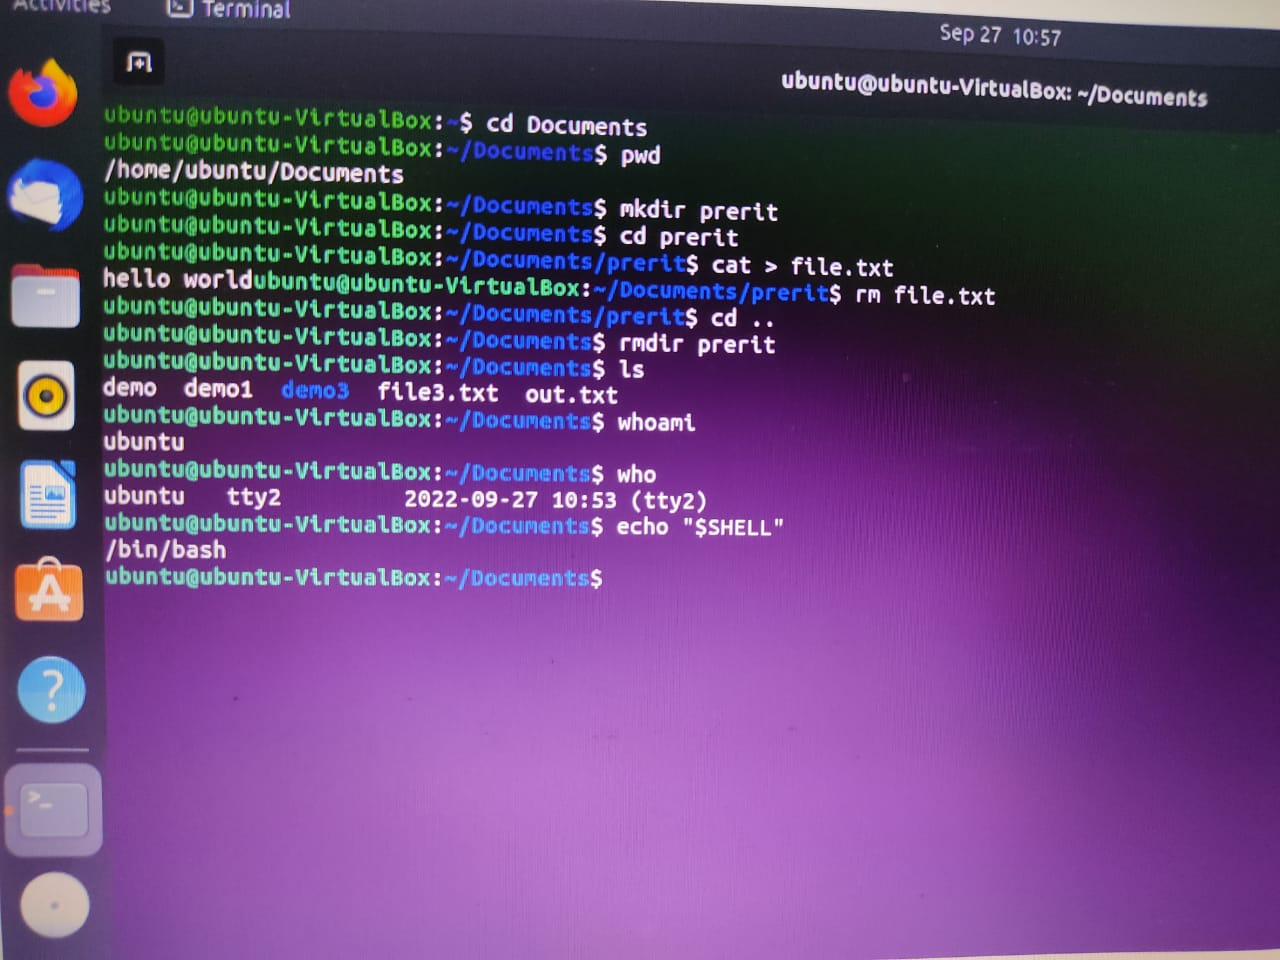 Activities Terminal
Sep 27 10:57
ubuntu@ubuntu-VirtualBox: ~/Documents
ubuntu@ubuntu-VirtualBox:~$ cd Documents
ubuntu@ubuntu-VirtualBox:~/Documents$ pwd
/home/ubuntu/Documents
ubuntu@ubuntu-VirtualBox:~/Documents$ mkdir prerit
ubuntu@ubuntu-VirtualBox:~/Documents$ cd prerit
ubuntu@ubuntu-VirtualBox:~/Documents/prerit$ cat > file.txt
hello worldubuntu@ubuntu-VirtualBox:~/Documents/prerit$ rm file.txt
ubuntu@ubuntu-VirtualBox:~/Documents/prerit$ cd ..
ubuntu@ubuntu-VirtualBox:~/Documents$ rmdir prerit
ubuntu@ubuntu-VirtualBox:~/Documents$ ls
demo demo1 demo3 file3.txt out.txt
ubuntu@ubuntu-VirtualBox:~/Documents$ whoami
ubuntu
ubuntu@ubuntu-VirtualBox:~/Documents$ who
ubuntu tty2 2022-09-27 10:53 (tty2)
ubuntu@ubuntu-VirtualBox:~/Documents$ echo "$SHELL"
/bin/bash
ubuntu@ubuntu-VirtualBox:~/Documents$